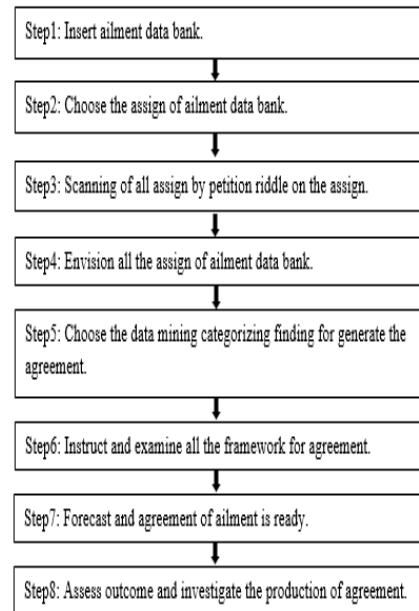 Step1: Insert ailment data bank.
Step2: Choose the assign of ailment data bank.
Step3: Scanning of all assign by petition riddle on the assign.
Step4: Envision all the assign of ailment data bank.
Step5: Choose the data mining categorizing finding for generate the
agreement.
Step6: Instruct and examine all the framework for agreement.
Step7: Forecast and agreement of ailment is ready.
Step8: Assess outcome and investigate the production of agreement.